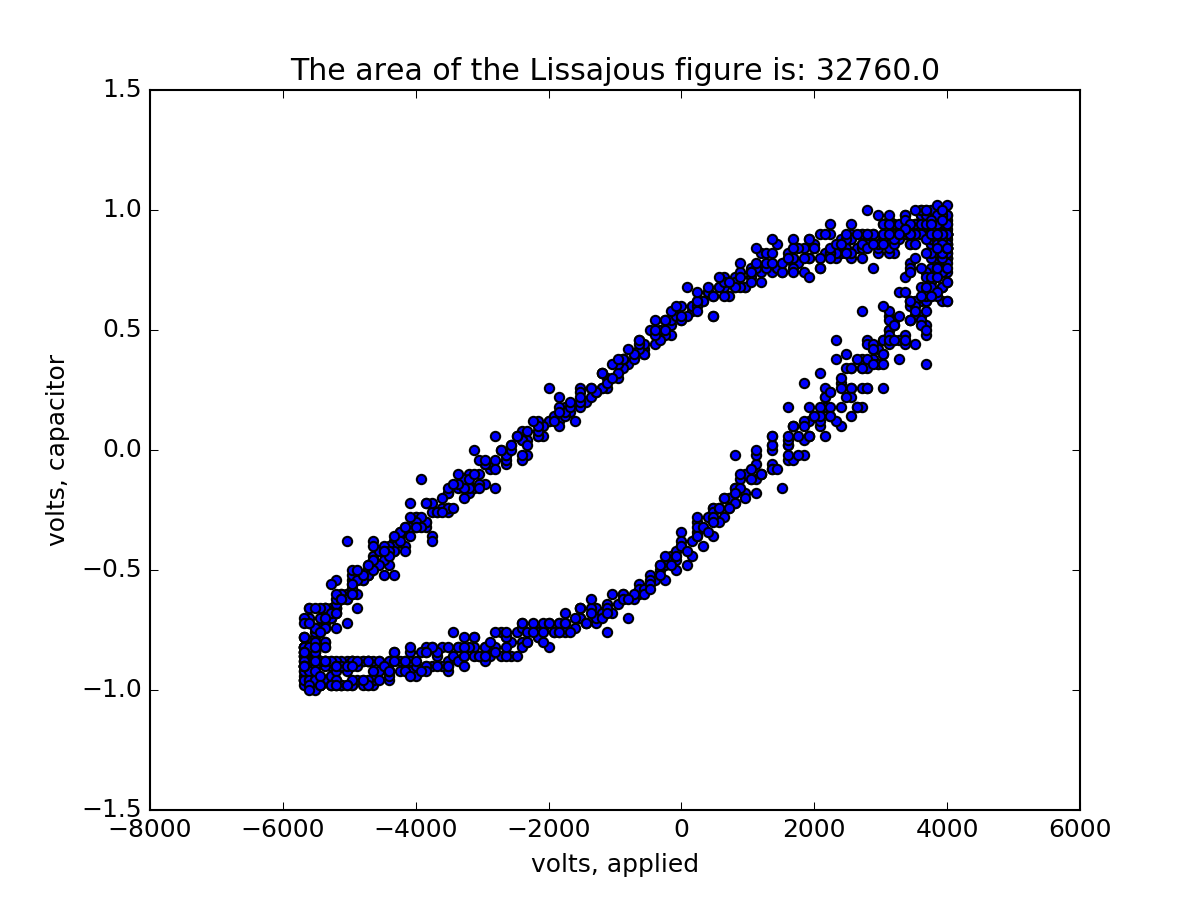 The area of the Lissajous figure is: 32760.0
1.5
1.0
0.5
0.0
−0.5
−1.0
−1.5
volts, capacitor
−8000 −6000 −4000 −2000 0 2000 4000 6000
volts, applied